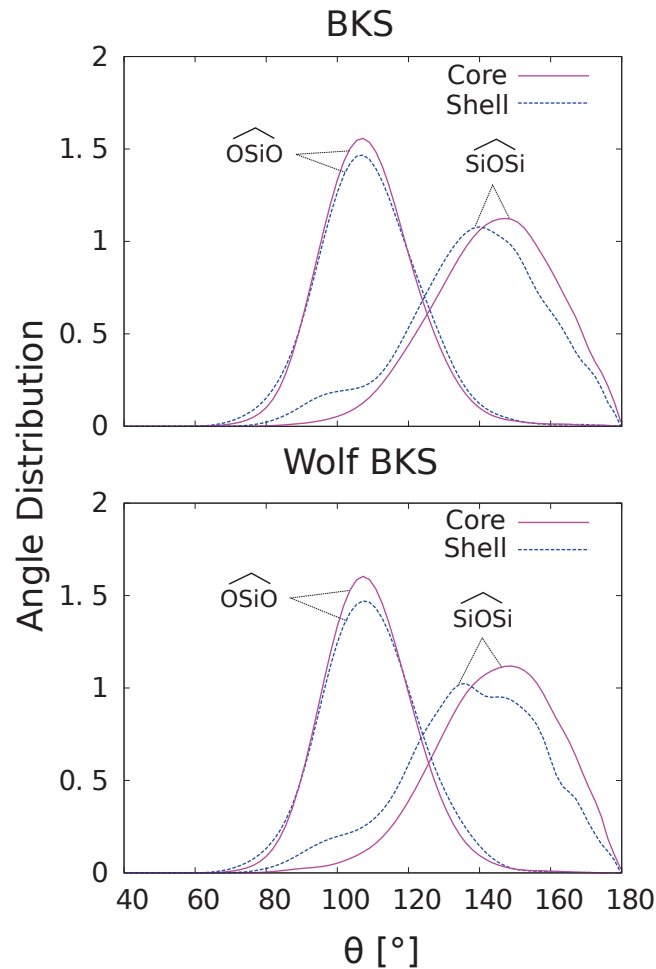 BKS
2
Core
Shell
OSiO
SiOSi
1.5
1
0.5
0
Angle Distribution
Wolf BKS
2
Core
Shell
OSiO
SiOSi
1.5
1
0.5
0
40 60 80 100 120 140 160 180
θ [°]